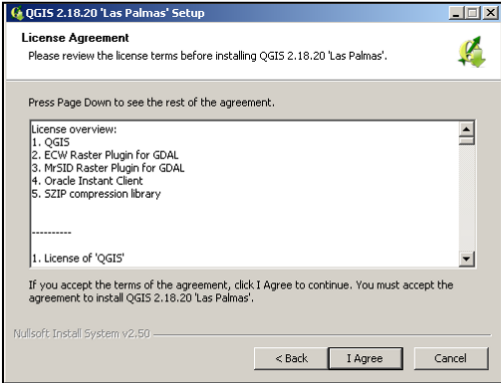 QGIS 2.18.20 'Las Palmas' Setup
License Agreement
Please review the license terms before installing QGIS 2.18.20 'Las Palmas'.
Press Page Down to see the rest of the agreement.
License overview:
1. QGIS
2. ECW Raster Plugin for GDAL
3. MrSID Raster Plugin for GDAL
4. Oracle Instant Client
5. SZIP compression library
----------
1. License of 'QGIS'
If you accept the terms of the agreement, click I Agree to continue. You must accept the
agreement to install QGIS 2.18.20 'Las Palmas'.
Nullsoft Install System v2.50
< Back I Agree Cancel